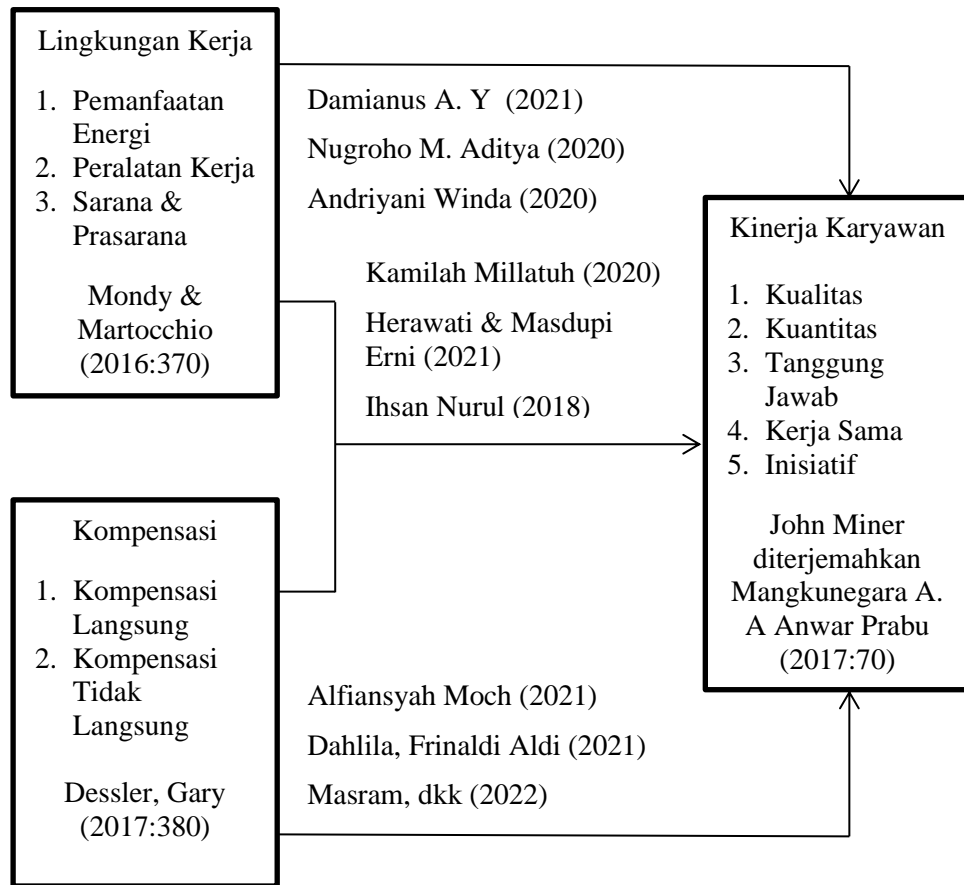 Lingkungan Kerja
1. Pemanfaatan
Energi
2. Peralatan Kerja
3. Sarana &
Prasarana
Mondy &
Martocchio
(2016:370)
Damianus A. Y (2021)
Nugroho M. Aditya (2020)
Andriyani Winda (2020)
Kamilah Millatuh (2020)
Herawati & Masdupi
Erni (2021)
Ihsan Nurul (2018)
Kinerja Karyawan
1. Kualitas
2. Kuantitas
3. Tanggung
Jawab
4. Kerja Sama
5. Inisiatif
John Miner
diterjemahkan
Mangkunegara A.
A Anwar Prabu
(2017:70)
Kompensasi
1. Kompensasi
Langsung
2. Kompensasi
Tidak
Langsung
Dessler, Gary
(2017:380)
Alfiansyah Moch (2021)
Dahlila, Frinaldi Aldi (2021)
Masram, dkk (2022)